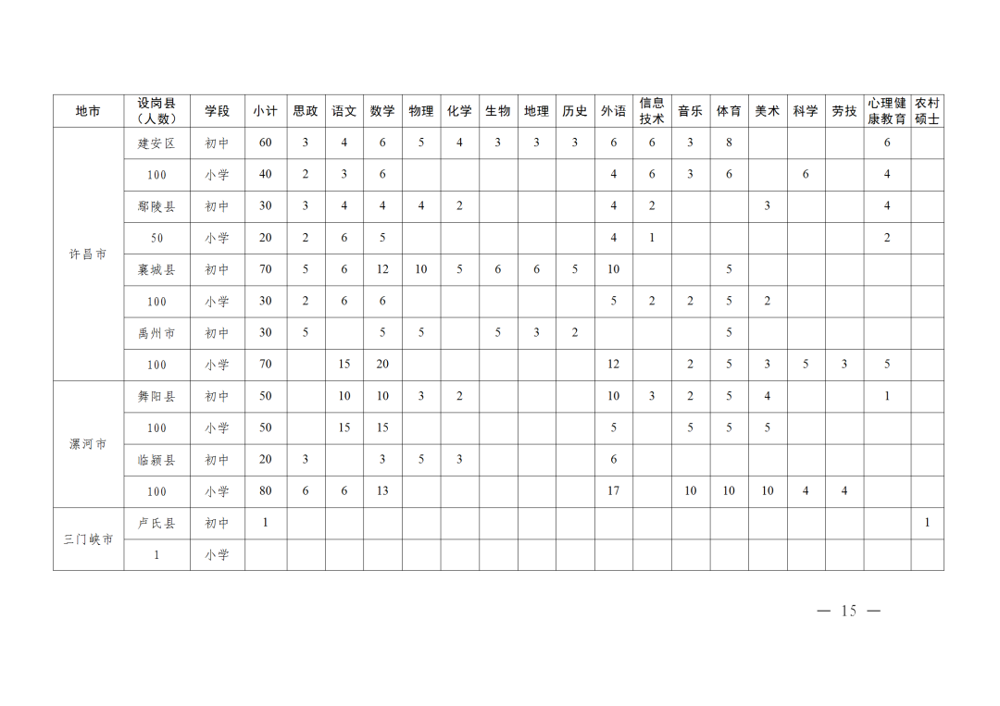 地市 设岗县（人数） 学段 小计 思政 语文 数学 物理 化学 生物 地理 历史 外语 信息技术 音乐 体育 美术 科学 劳技 心理健康教育 农村硕士
许昌市 建安区 初中 60 3 4 6 5 4 3 3 3 6 6 3 8 6
100 小学 40 2 3 6 4 6 3 6 6 4
鄢陵县 初中 30 3 4 4 4 2 4 2 3 4
50 小学 20 2 6 5 4 1 2
襄城县 初中 70 5 6 12 10 5 6 6 5 10 5
100 小学 30 2 6 6 5 2 2 5 2
禹州市 初中 30 5 5 5 5 3 2 5
100 小学 70 15 20 12 2 5 3 5 3 5
漯河市 舞阳县 初中 50 10 10 3 2 10 3 2 5 4 1
100 小学 50 15 15 5 5 5 5
临颍县 初中 20 3 3 5 3 6
100 小学 80 6 6 13 17 10 10 10 4 4
三门峡市 卢氏县 初中 1 1
1 小学
— 15 —